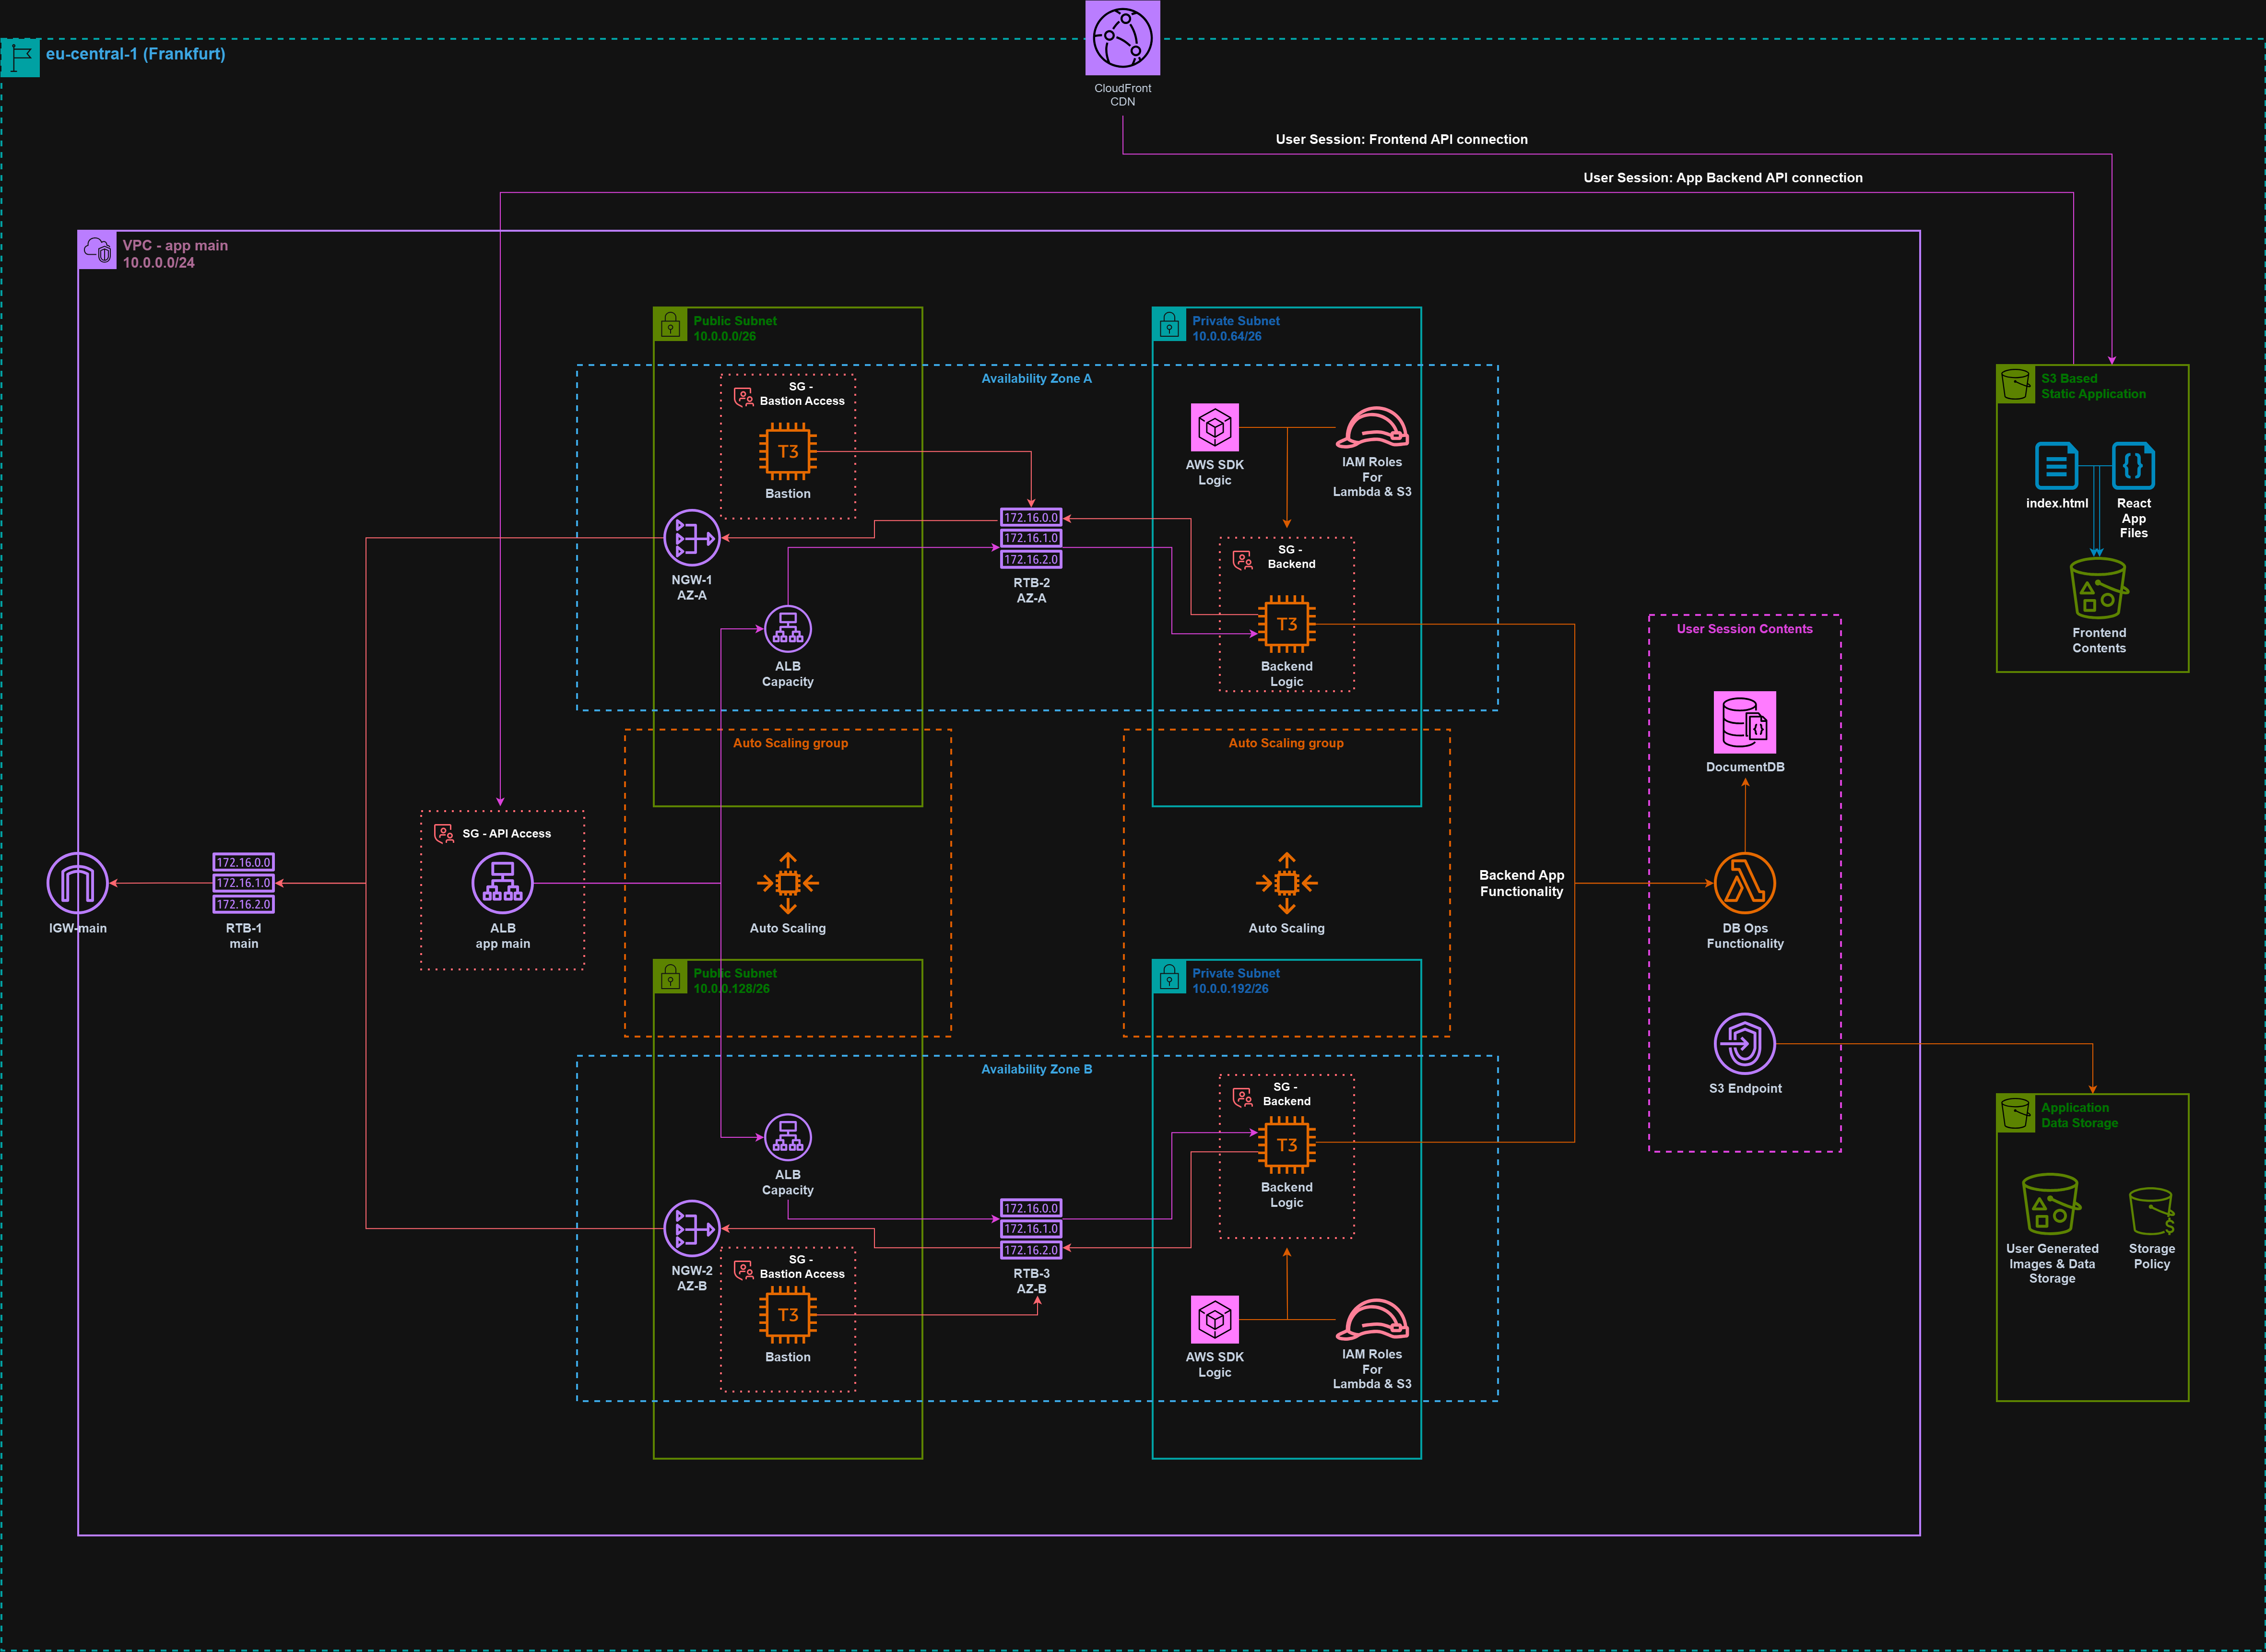 eu-central-1 (Frankfurt)
CloudFront
CDN
User Session: Frontend API connection
User Session: App Backend API connection
VPC - app main
10.0.0.0/24
Public Subnet
10.0.0.0/26
Private Subnet
10.0.0.64/26
Availability Zone A
SG -
Bastion Access
T3
Bastion
AWS SDK
Logic
IAM Roles
For
Lambda & S3
172.16.0.0
172.16.1.0
172.16.2.0
RTB-2
AZ-A
NGW-1
AZ-A
ALB
Capacity
SG -
Backend
T3
Backend
Logic
S3 Based
Static Application
index.html
React
App
Files
Frontend
Contents
User Session Contents
DocumentDB
Auto Scaling group
Auto Scaling group
SG - API Access
ALB
app main
IGW-main
172.16.0.0
172.16.1.0
172.16.2.0
RTB-1
main
Auto Scaling
Auto Scaling
Backend App
Functionality
DB Ops
Functionality
S3 Endpoint
Public Subnet
10.0.0.128/26
Private Subnet
10.0.0.192/26
Availability Zone B
SG -
Backend
T3
Backend
Logic
ALB
Capacity
172.16.0.0
172.16.1.0
172.16.2.0
RTB-3
AZ-B
NGW-2
AZ-B
SG -
Bastion Access
T3
Bastion
AWS SDK
Logic
IAM Roles
For
Lambda & S3
Application
Data Storage
User Generated
Images & Data
Storage
Storage
Policy